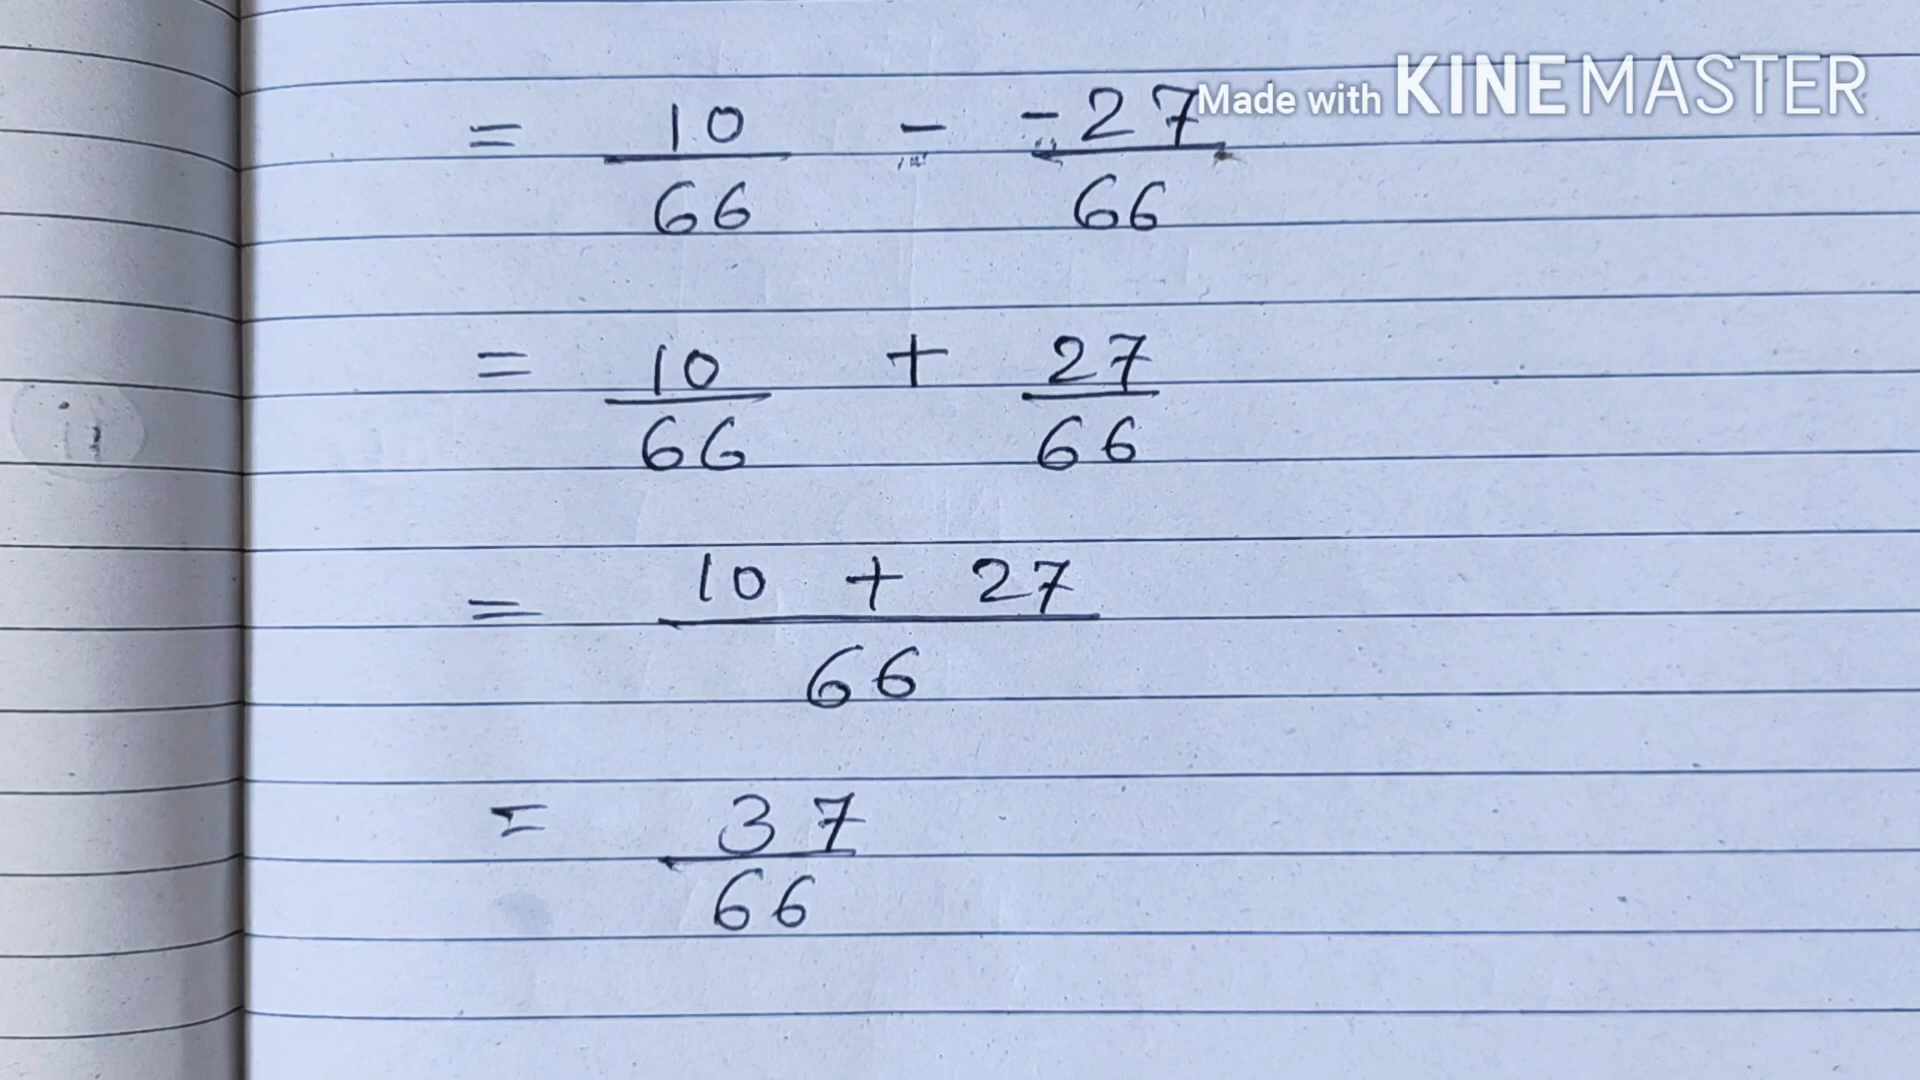 Made with KINEMASTER
= 10/66 - -27/66
= 10/66 + 27/66
= 10 + 27/66
= 37/66